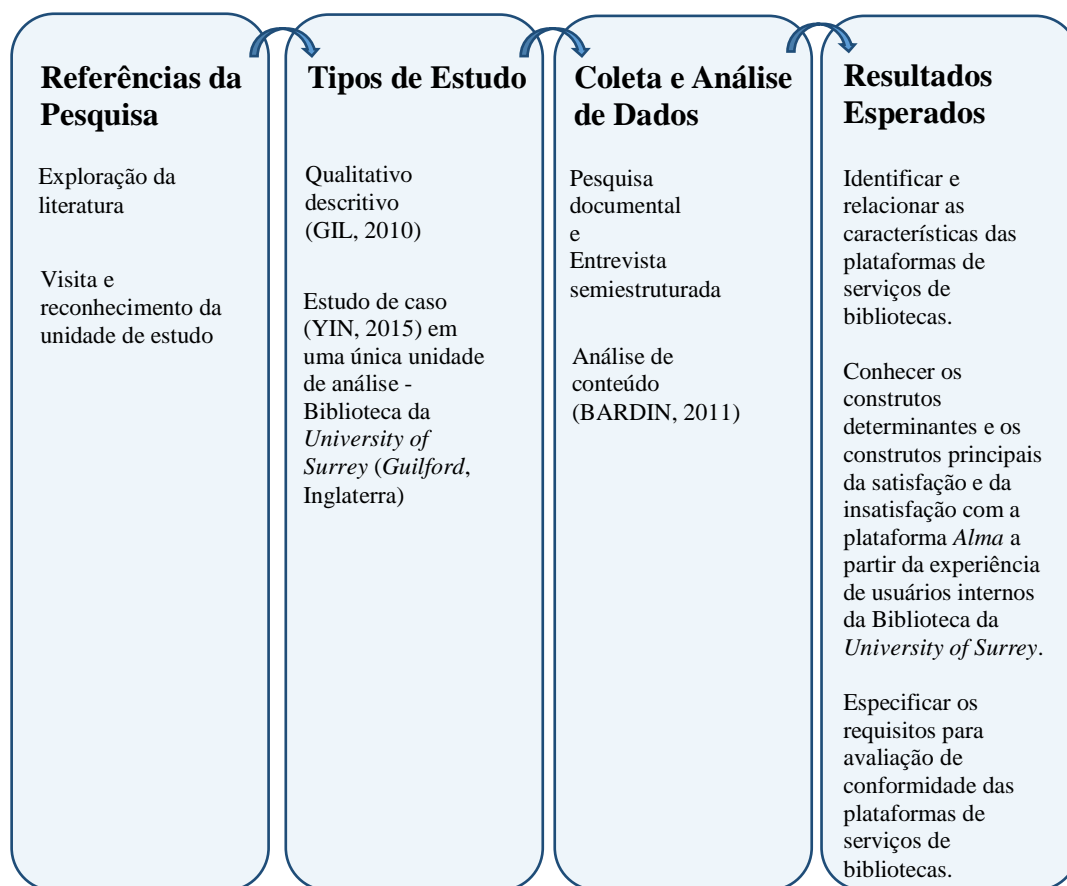 Referências da
Pesquisa
Exploração da
literatura
Visita e
reconhecimento da
unidade de estudo
Tipos de Estudo
Qualitativo
descritivo
(GIL, 2010)
Estudo de caso
(YIN, 2015) em
uma única unidade
de análise -
Biblioteca da
University of
Surrey (Guilford,
Inglaterra)
Coleta e Análise
de Dados
Pesquisa
documental
e
Entrevista
semiestruturada
Análise de
conteúdo
(BARDIN, 2011)
Resultados
Esperados
Identificar e
relacionar as
características das
plataformas de
serviços de
bibliotecas.
Conhecer os
construtos
determinantes e os
construtos principais
da satisfação e da
insatisfação com a
plataforma Alma a
partir da experiência
de usuários internos
da Biblioteca da
University of Surrey.
Especificar os
requisitos para
avaliação de
conformidade das
plataformas de
serviços de
bibliotecas.